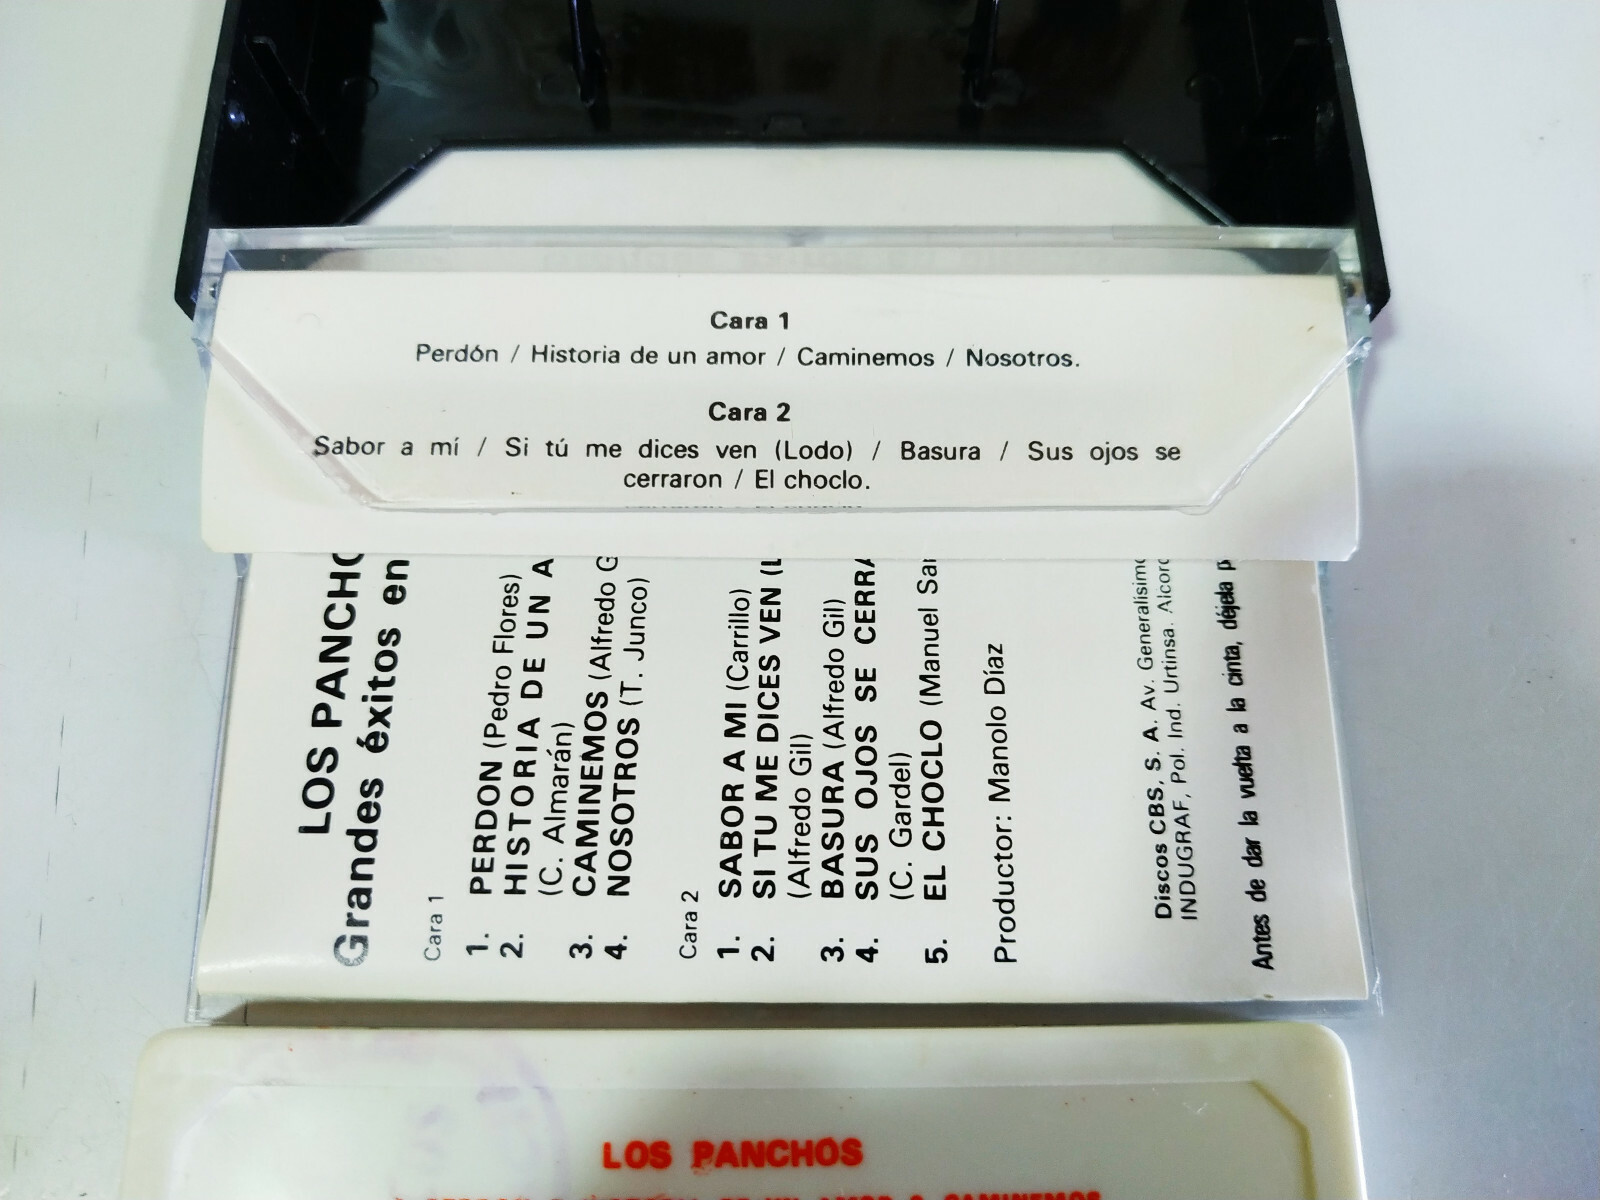 Cara 1
Perdón / Historia de un amor / Caminemos / Nosotros.
Cara 2
Sabor a mí / Si tú me dices ven (Lodo) / Basura / Sus ojos se
cerraron / El choclo.
LOS PANCHO
Grandes éxitos en
Cara 1
1. PERDON (Pedro Flores)
2. HISTORIA DE UN A
(C. Almarán)
3. CAMINEMOS (Alfredo G
4. NOSOTROS (T. Junco)
Cara 2
1. SABOR A MI (Carrillo)
2. SI TU ME DICES VEN (L
(Alfredo Gil)
3. BASURA (Alfredo Gil)
4. SUS OJOS SE CERRA
(C. Gardel)
5. EL CHOCLO (Manuel Sar
Productor: Manolo Díaz
Discos CBS, S. A. Av. Generalísimo
INDUGRAF, Pol. Ind. Urtinsa. Alcorc
Antes de dar la vuelta a la cinta, déjela p
LOS PANCHOS